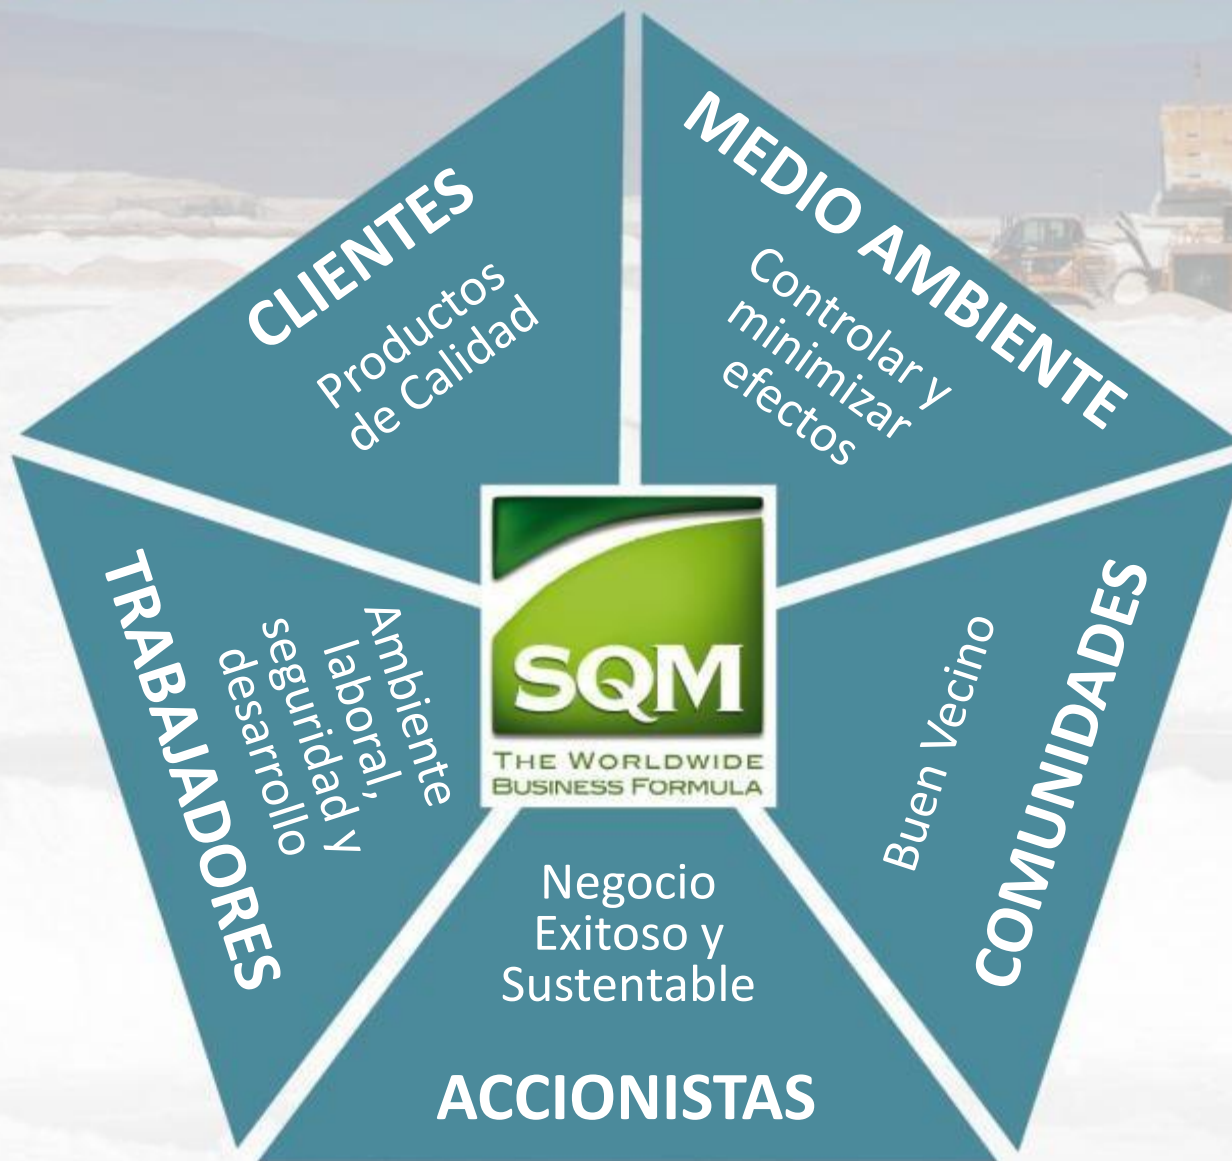 CLIENTES
Productos
de Calidad
MEDIO AMBIENTE
Controlar y
minimizar
efectos
TRABAJADORES
Ambiente
laboral,
seguridad y
desarrollo
SQM
THE WORLDWIDE
BUSINESS FORMULA
Buen Vecino
COMUNIDADES
Negocio
Exitoso y
Sustentable
ACCIONISTAS